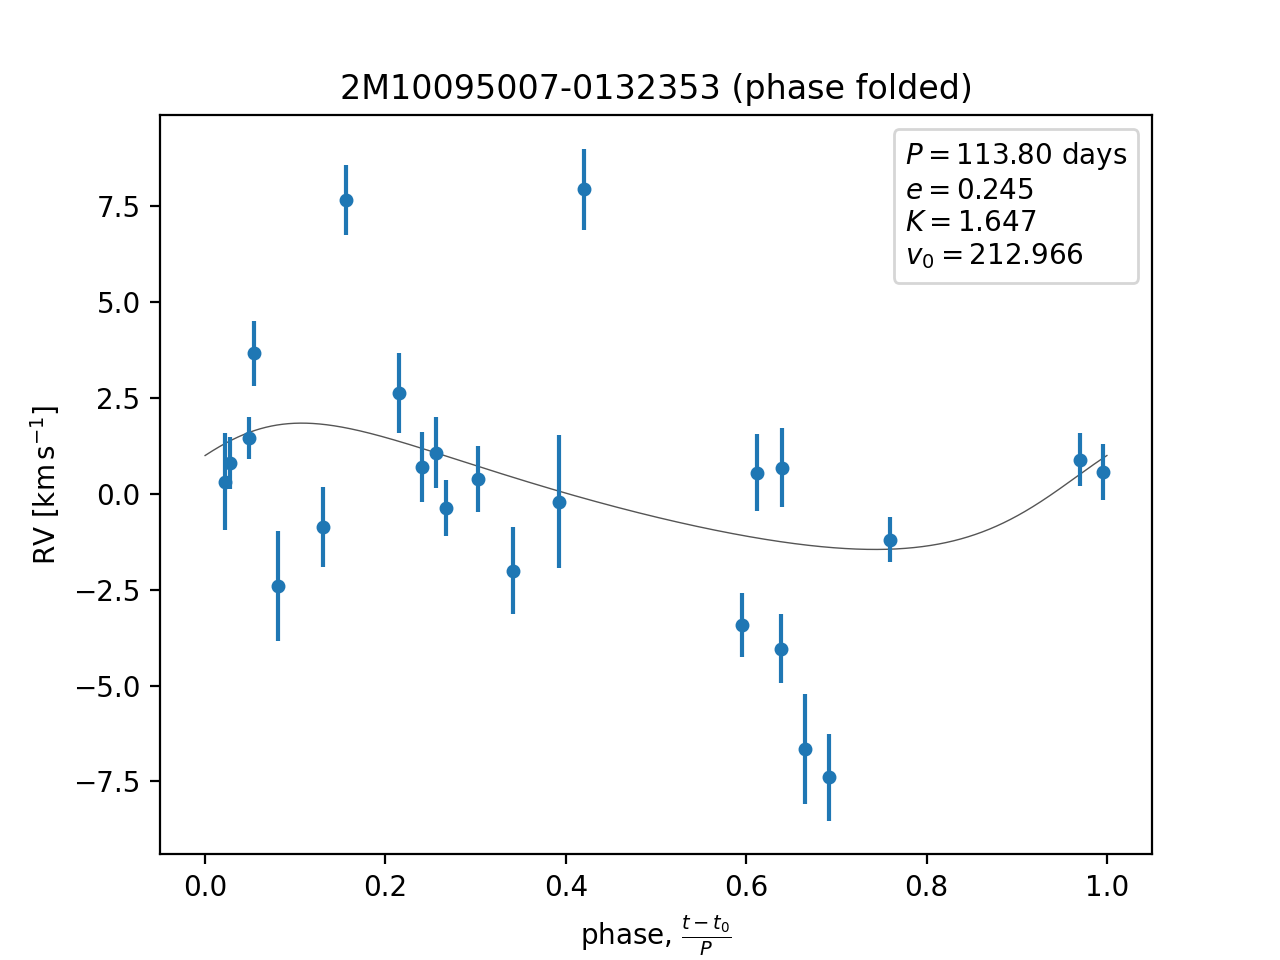 2M10095007-0132353 (phase folded)
P = 113.80 days
e = 0.245
K = 1.647
v₀ = 212.966
7.5
5.0
2.5
0.0
−2.5
−5.0
−7.5
RV [km s⁻¹]
0.0 0.2 0.4 0.6 0.8 1.0
phase, (t − t₀)/P